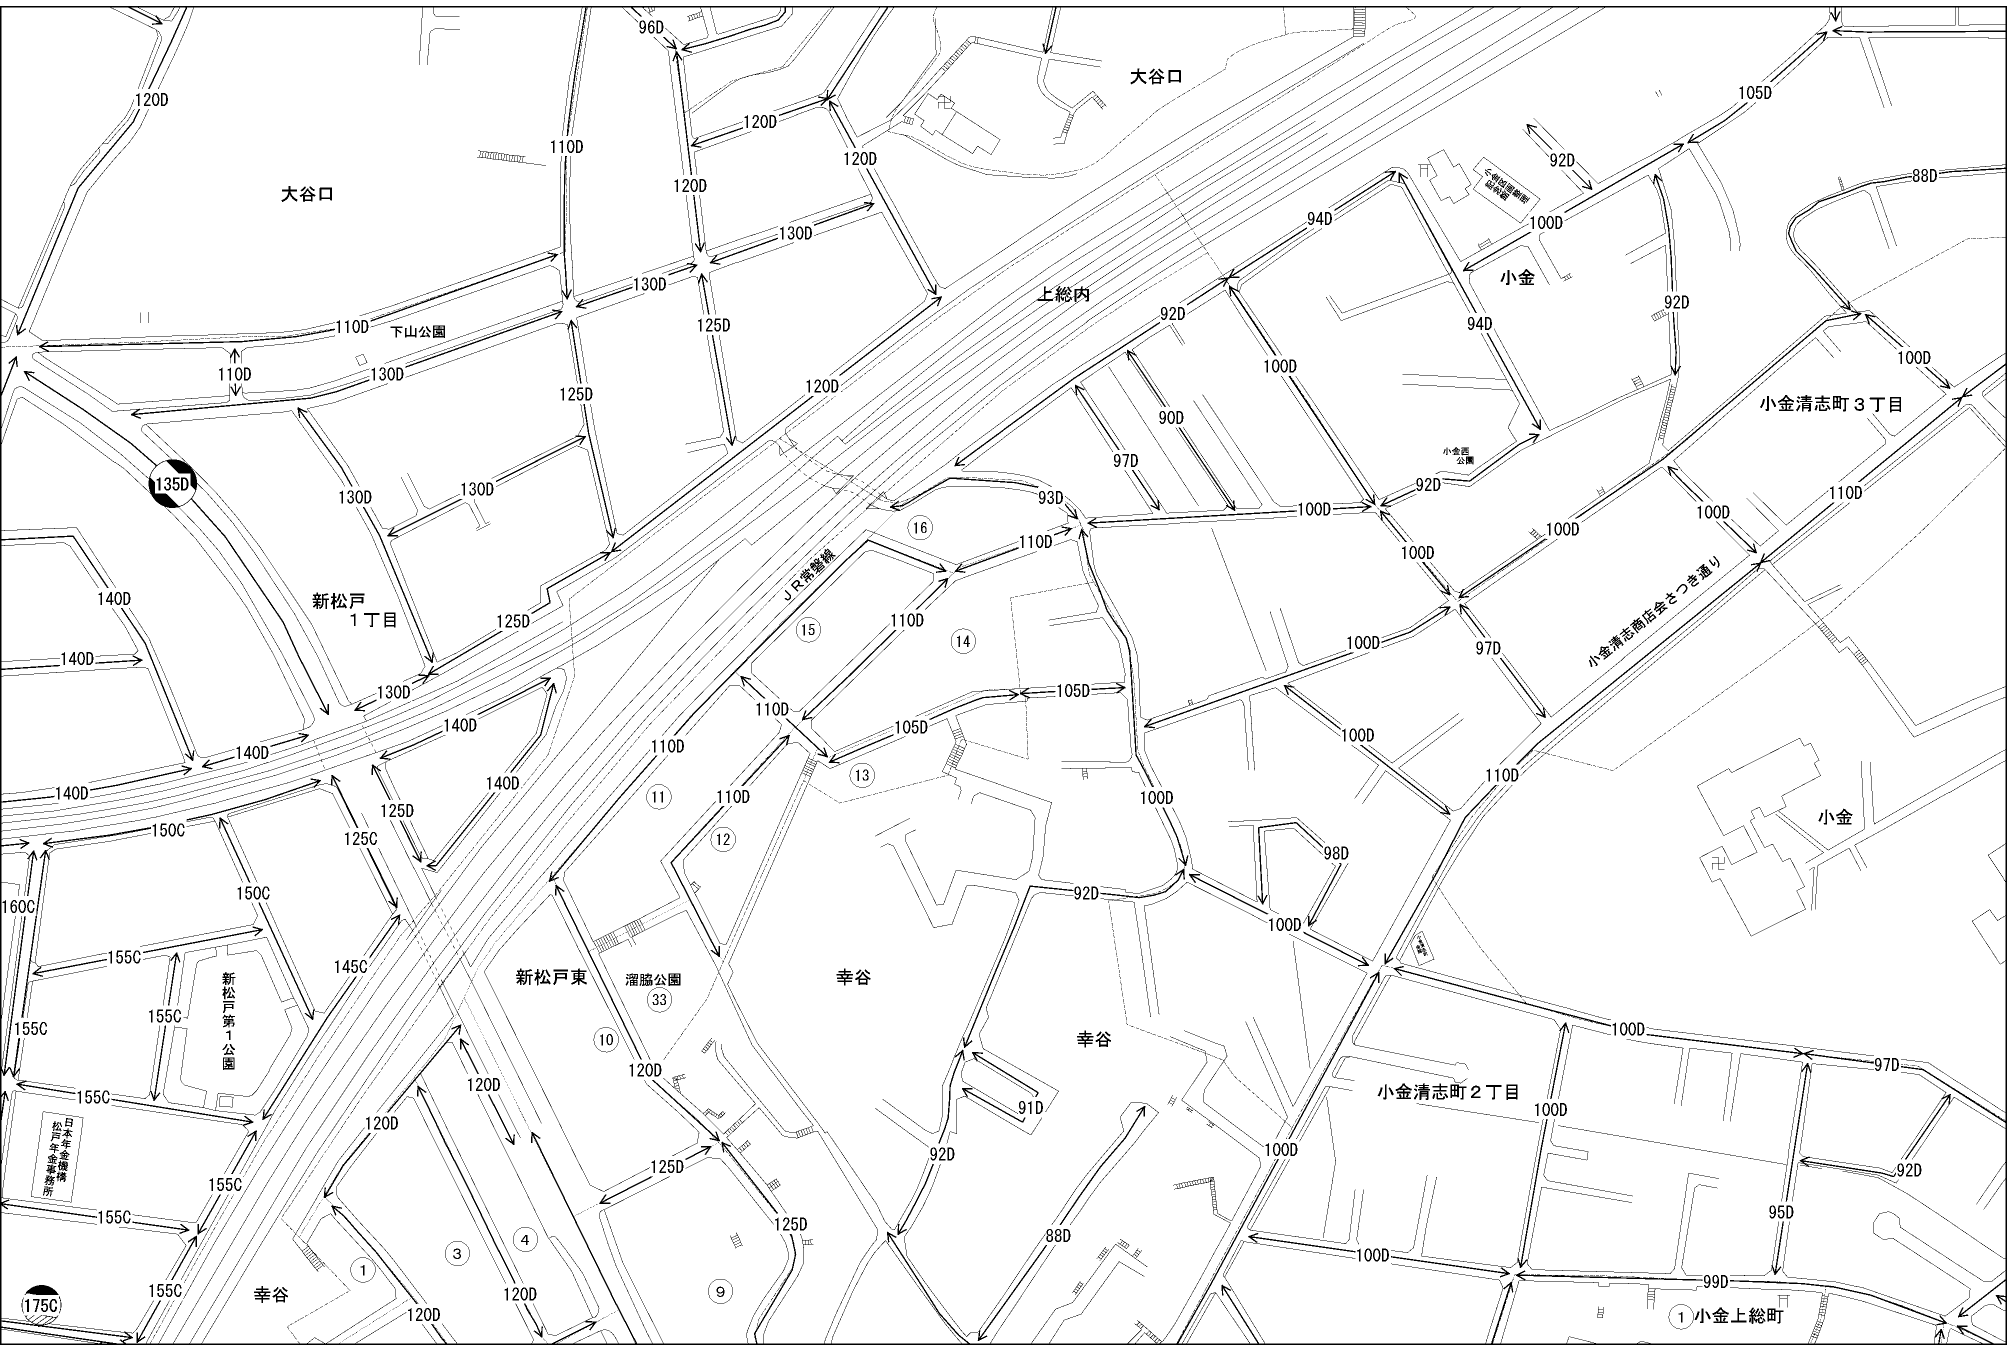 96D
大谷口
120D
105D
120D
110D
120D
92D
88D
120D
小金区画整理
記念館
大谷口
94D
100D
130D
小金
130D
上総内
92D
92D
125D
94D
110D
下山公園
100D
100D
110D
130D
120D
125D
小金清志町3丁目
90D
97D
小金西
公園
135D
92D
130D
130D
93D
110D
100D
100D
100D
16
110D
100D
JR常磐線
140D
新松戸
1丁目
125D
110D
15
14
100D
97D
小金清志商店会さつき通り
140D
130D
105D
110D
140D
105D
100D
140D
110D
13
110D
140D
140D
11
110D
100D
125D
150C
125C
12
小金
98D
150C
92D
160C
100D
155C
145C
新松戸東
溜脇公園
幸谷
新松戸第1公園
33
155C
155C
10
幸谷
100D
120D
120D
97D
小金清志町2丁目
155C
91D
100D
120D
日本年金機構
松戸年金事務所
100D
92D
125D
92D
155C
155C
125D
95D
4
3
88D
100D
1
155C
99D
9
幸谷
120D
175C
120D
1
小金上総町